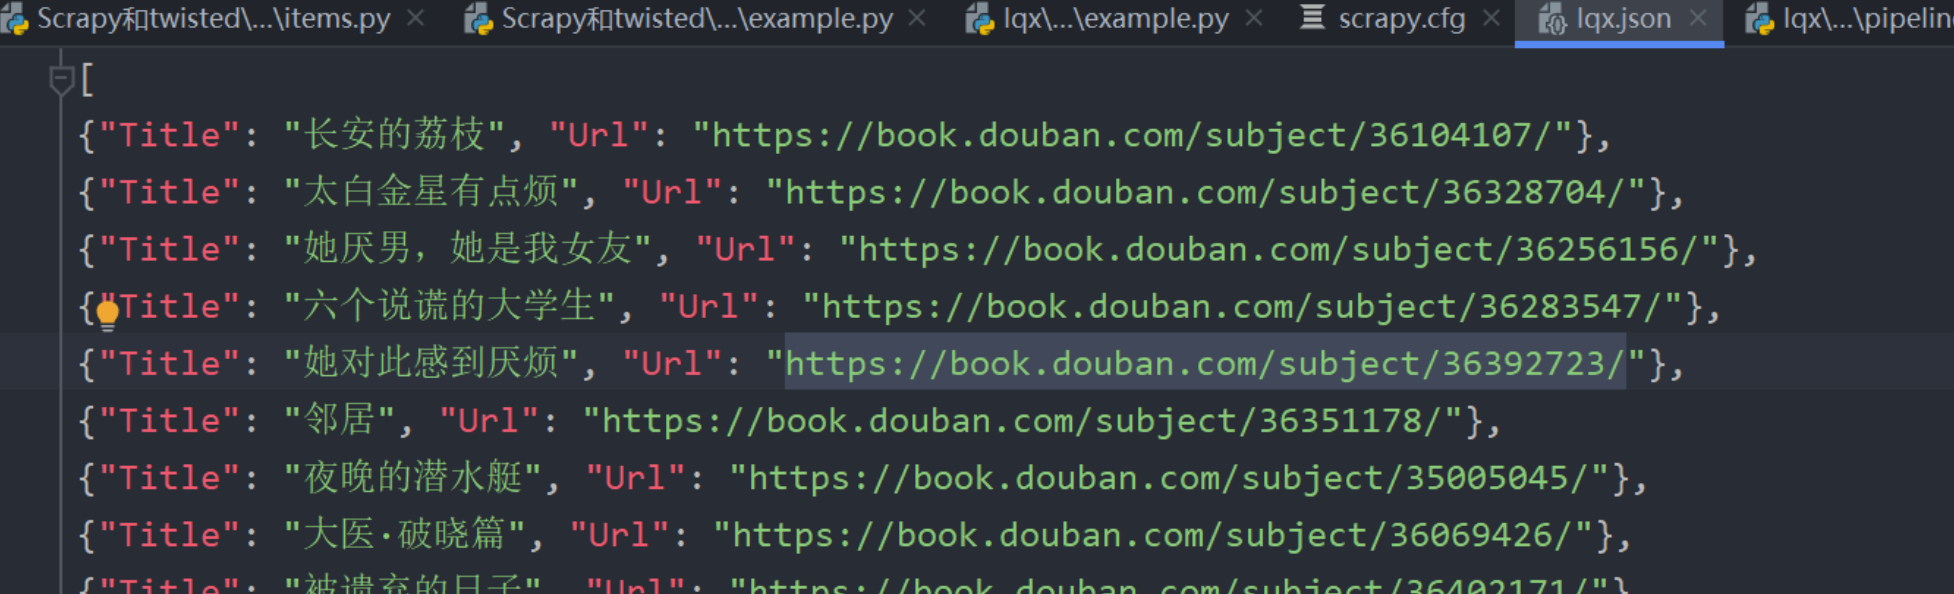 Scrapy和twisted\...\items.py Scrapy和twisted\...\example.py lqx\...\example.py scrapy.cfg lqx.json lqx\...\pipelin
[
{"Title": "长安的荔枝", "Url": "https://book.douban.com/subject/36104107/"},
{"Title": "太白金星有点烦", "Url": "https://book.douban.com/subject/36328704/"},
{"Title": "她厌男，她是我女友", "Url": "https://book.douban.com/subject/36256156/"},
{"Title": "六个说谎的大学生", "Url": "https://book.douban.com/subject/36283547/"},
{"Title": "她对此感到厌烦", "Url": "https://book.douban.com/subject/36392723/"},
{"Title": "邻居", "Url": "https://book.douban.com/subject/36351178/"},
{"Title": "夜晚的潜水艇", "Url": "https://book.douban.com/subject/35005045/"},
{"Title": "大医·破晓篇", "Url": "https://book.douban.com/subject/36069426/"},
{"Title": "被遗弃的日子", "Url": "https://book.douban.com/subject/36402171/"}